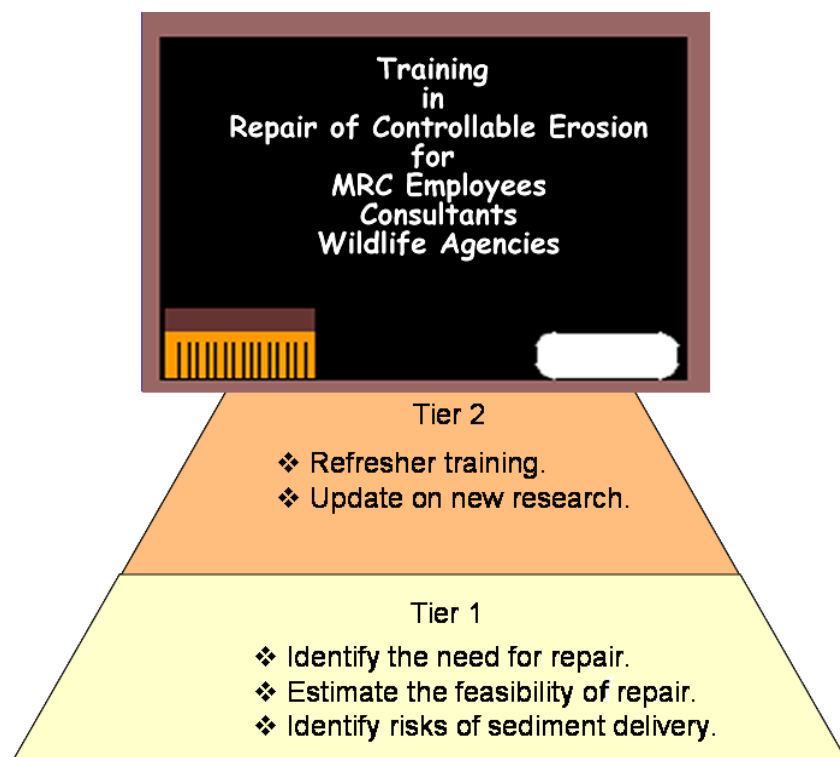 Training
in
Repair of Controllable Erosion
for
MRC Employees
Consultants
Wildlife Agencies
Tier 2
❖ Refresher training.
❖ Update on new research.
Tier 1
❖ Identify the need for repair.
❖ Estimate the feasibility of repair.
❖ Identify risks of sediment delivery.